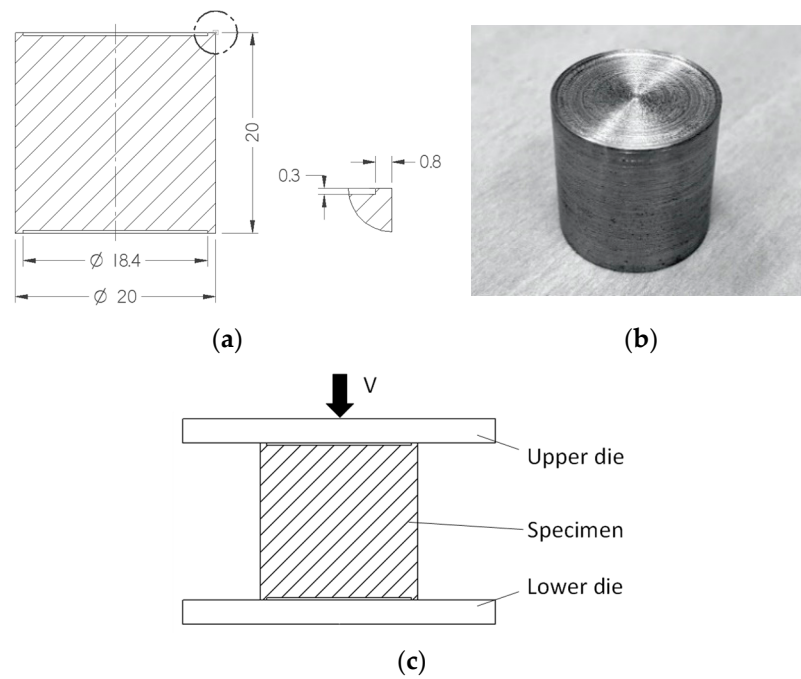 20
0.3
0.8
Ø 18.4
Ø 20
(a)
(b)
V
Upper die
Specimen
Lower die
(c)